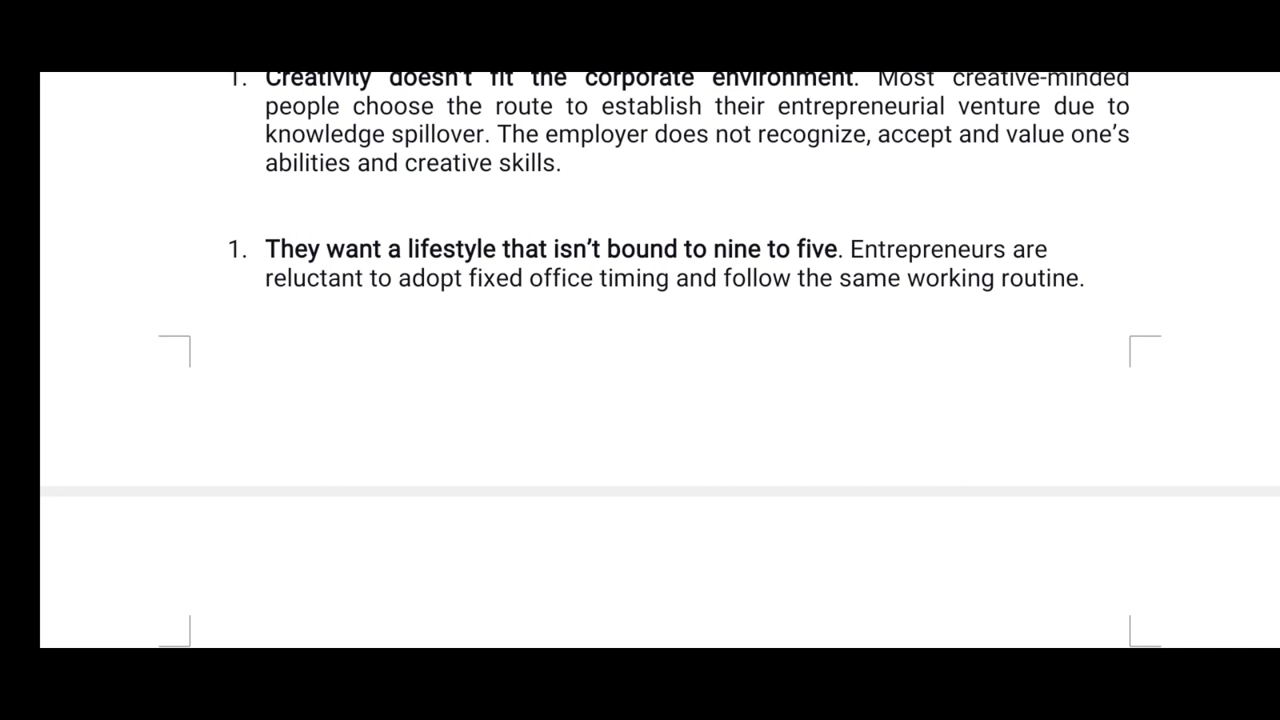 1. Creativity doesn't fit the corporate environment. Most creative-minded
people choose the route to establish their entrepreneurial venture due to
knowledge spillover. The employer does not recognize, accept and value one's
abilities and creative skills.
1. They want a lifestyle that isn't bound to nine to five. Entrepreneurs are
reluctant to adopt fixed office timing and follow the same working routine.